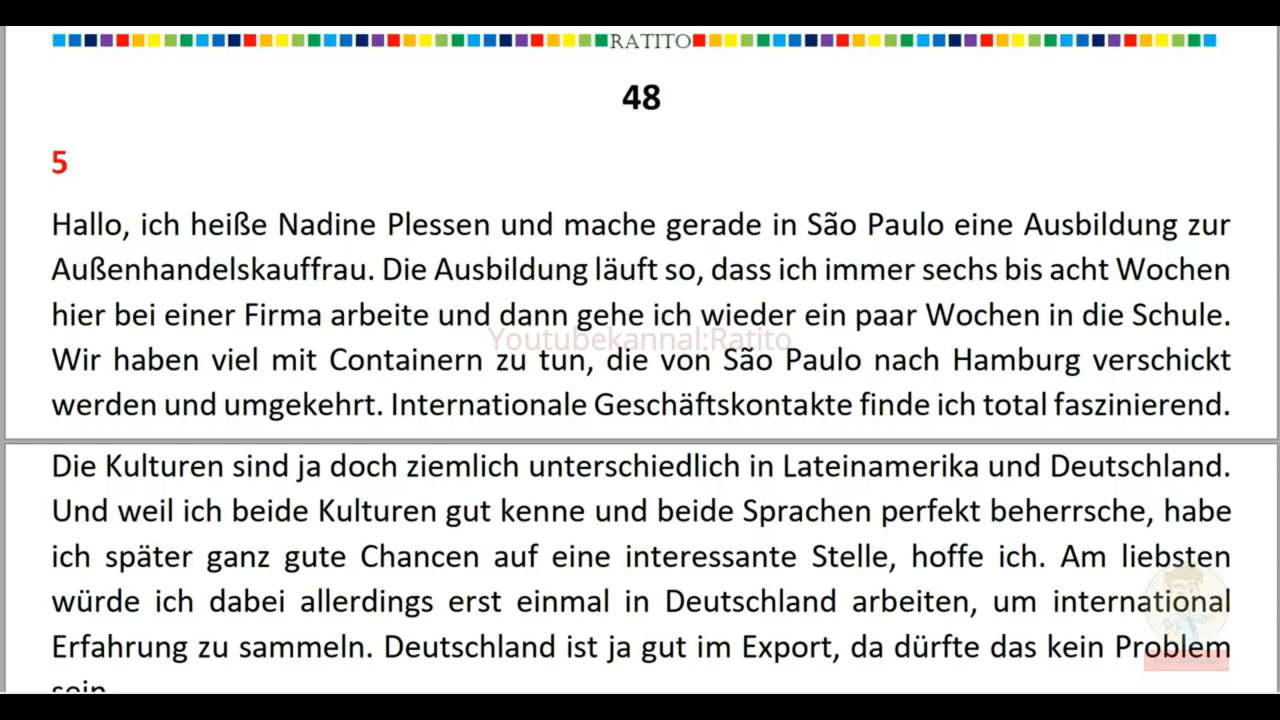 RATITO
48
5
Hallo, ich heiße Nadine Plessen und mache gerade in São Paulo eine Ausbildung zur
Außenhandelskauffrau. Die Ausbildung läuft so, dass ich immer sechs bis acht Wochen
hier bei einer Firma arbeite und dann gehe ich wieder ein paar Wochen in die Schule.
Youtubekannal:Ratito
Wir haben viel mit Containern zu tun, die von São Paulo nach Hamburg verschickt
werden und umgekehrt. Internationale Geschäftskontakte finde ich total faszinierend.
Die Kulturen sind ja doch ziemlich unterschiedlich in Lateinamerika und Deutschland.
Und weil ich beide Kulturen gut kenne und beide Sprachen perfekt beherrsche, habe
ich später ganz gute Chancen auf eine interessante Stelle, hoffe ich. Am liebsten
würde ich dabei allerdings erst einmal in Deutschland arbeiten, um international
Erfahrung zu sammeln. Deutschland ist ja gut im Export, da dürfte das kein Problem
sein.